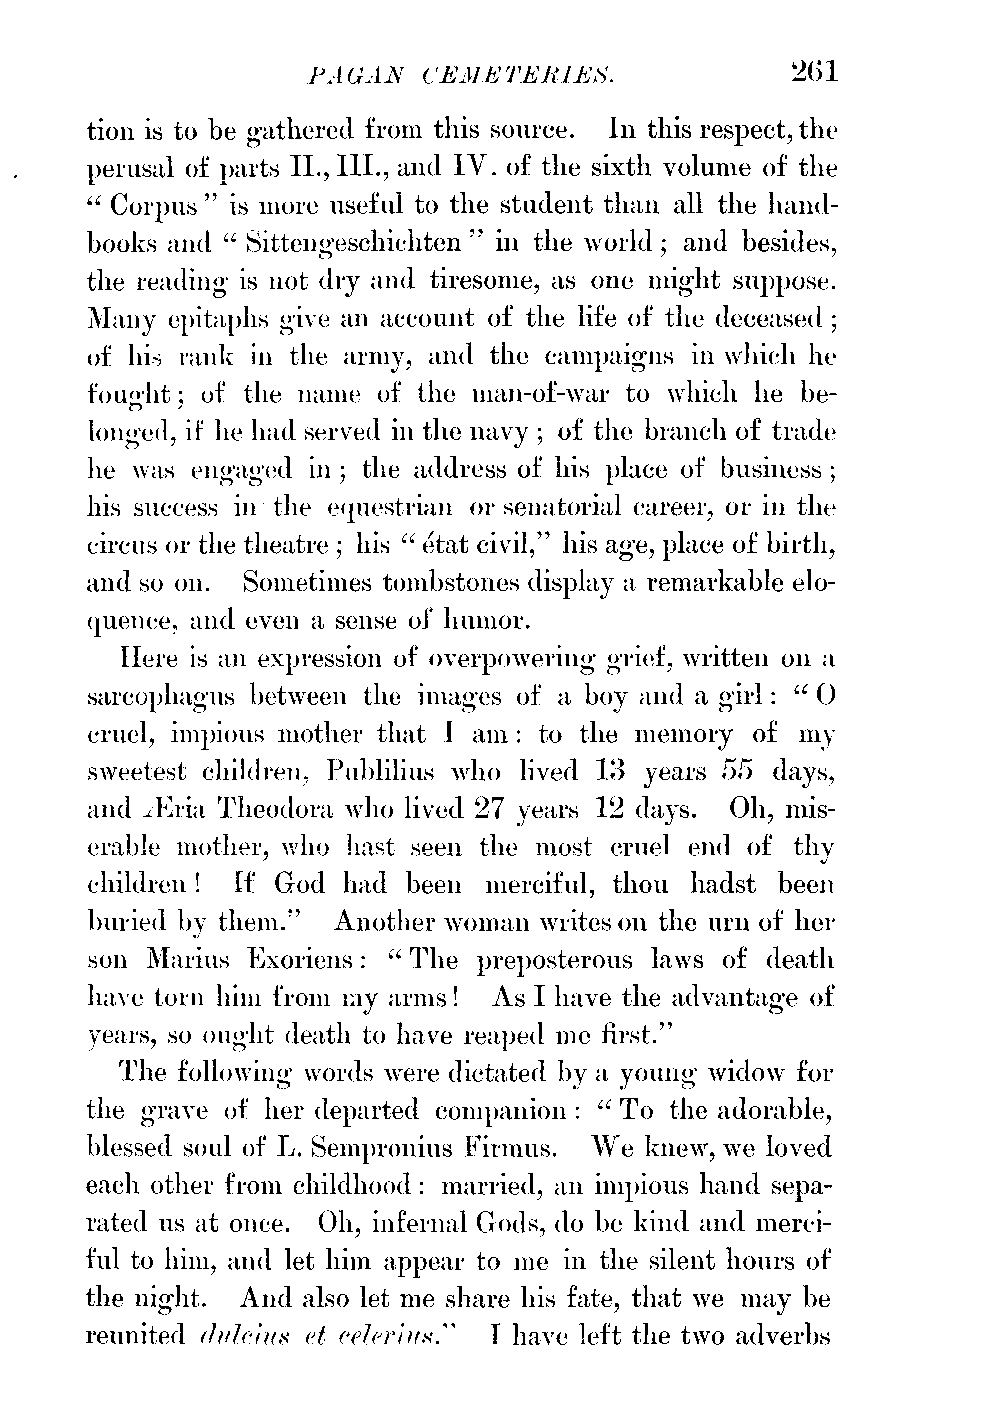 PAGAN CEMETERIES. 261
tion is to be gathered from this source. In this respect, the
perusal of parts II., III., and IV. of the sixth volume of the
“ Corpus ” is more useful to the student than all the hand-
books and “ Sittengeschichten ” in the world ; and besides,
the reading is not dry and tiresome, as one might suppose.
Many epitaphs give an account of the life of the deceased ;
of his rank in the army, and the campaigns in which he
fought ; of the name of the man-of-war to which he be-
longed, if he had served in the navy ; of the branch of trade
he was engaged in ; the address of his place of business ;
his success in the equestrian or senatorial career, or in the
circus or the theatre ; his “ état civil,” his age, place of birth,
and so on. Sometimes tombstones display a remarkable elo-
quence, and even a sense of humor.
Here is an expression of overpowering grief, written on a
sarcophagus between the images of a boy and a girl : “ O
cruel, impious mother that I am : to the memory of my
sweetest children, Publilius who lived 13 years 55 days,
and Æria Theodora who lived 27 years 12 days. Oh, mis-
erable mother, who hast seen the most cruel end of thy
children ! If God had been merciful, thou hadst been
buried by them.” Another woman writes on the urn of her
son Marius Exoriens : “ The preposterous laws of death
have torn him from my arms ! As I have the advantage of
years, so ought death to have reaped me first.”
The following words were dictated by a young widow for
the grave of her departed companion : “ To the adorable,
blessed soul of L. Sempronius Firmus. We knew, we loved
each other from childhood : married, an impious hand sepa-
rated us at once. Oh, infernal Gods, do be kind and merci-
ful to him, and let him appear to me in the silent hours of
the night. And also let me share his fate, that we may be
reunited dulcius et celerius.” I have left the two adverbs